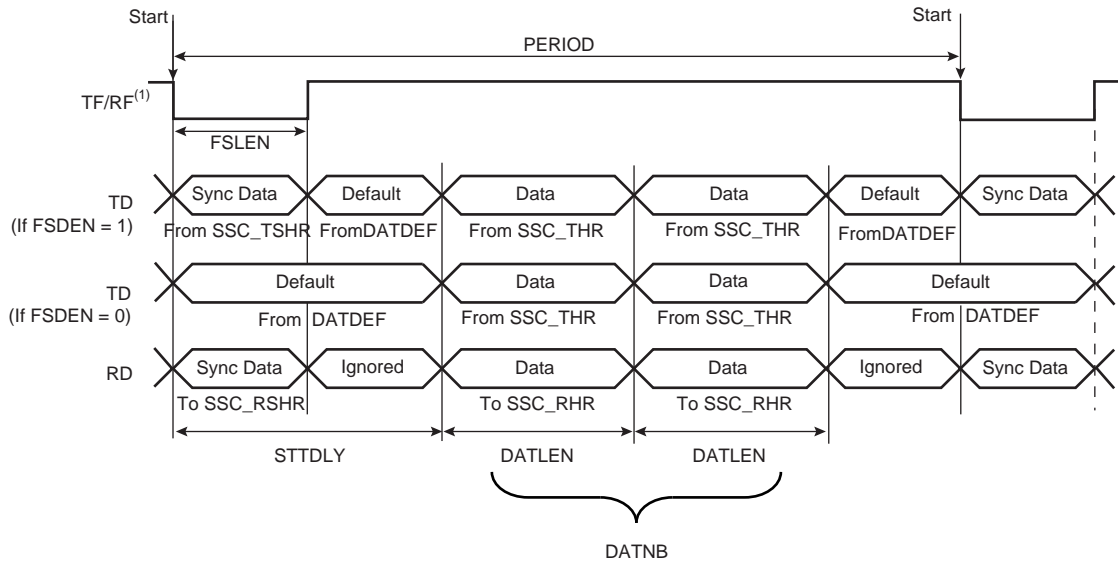 Start
Start
PERIOD
TF/RF(1)
FSLEN
TD
(If FSDEN = 1)
Sync Data
Default
Data
Data
Default
Sync Data
From SSC_TSHR
FromDATDEF
From SSC_THR
From SSC_THR
FromDATDEF
TD
(If FSDEN = 0)
Default
Data
Data
Default
From DATDEF
From SSC_THR
From SSC_THR
From DATDEF
RD
Sync Data
Ignored
Data
Data
Ignored
Sync Data
To SSC_RSHR
To SSC_RHR
To SSC_RHR
STTDLY
DATLEN
DATLEN
DATNB